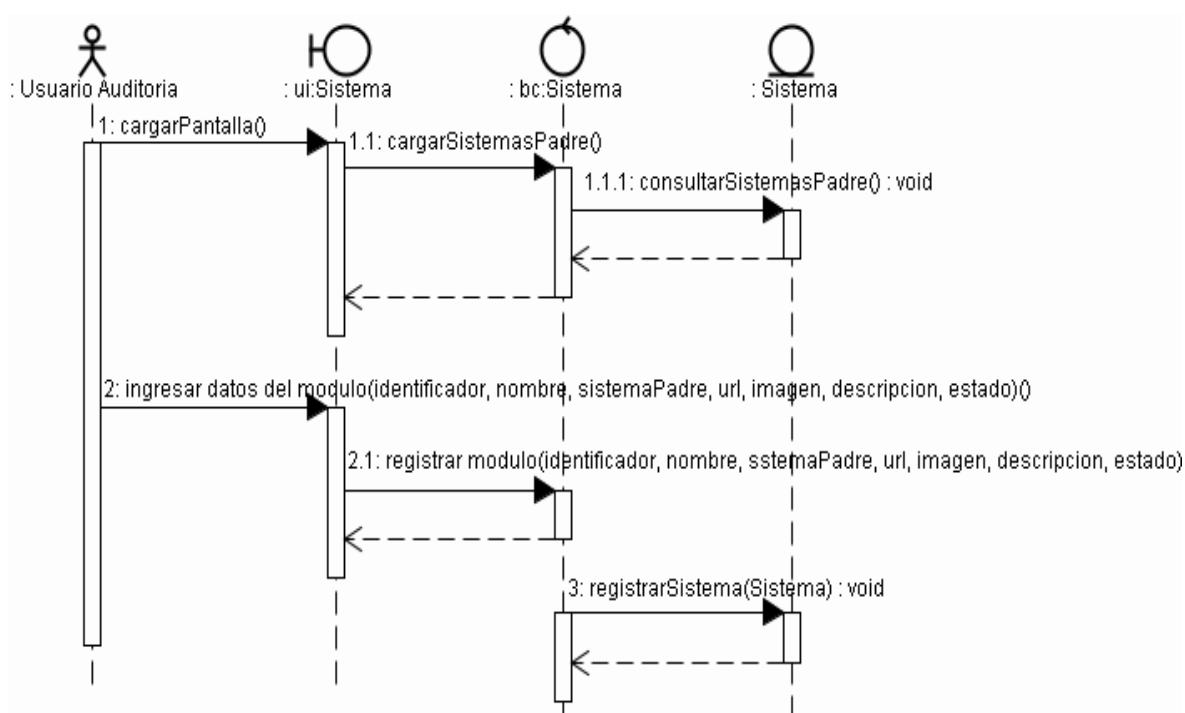 : Usuario Auditoria
: ui:Sistema
: bc:Sistema
: Sistema
1: cargarPantalla()
1.1: cargarSistemasPadre()
1.1.1: consultarSistemasPadre() : void
2: ingresar datos del modulo(identificador, nombre, sistemaPadre, url, imagen, descripcion, estado)()
2.1: registrar modulo(identificador, nombre, sstemaPadre, url, imagen, descripcion, estado)
3: registrarSistema(Sistema) : void